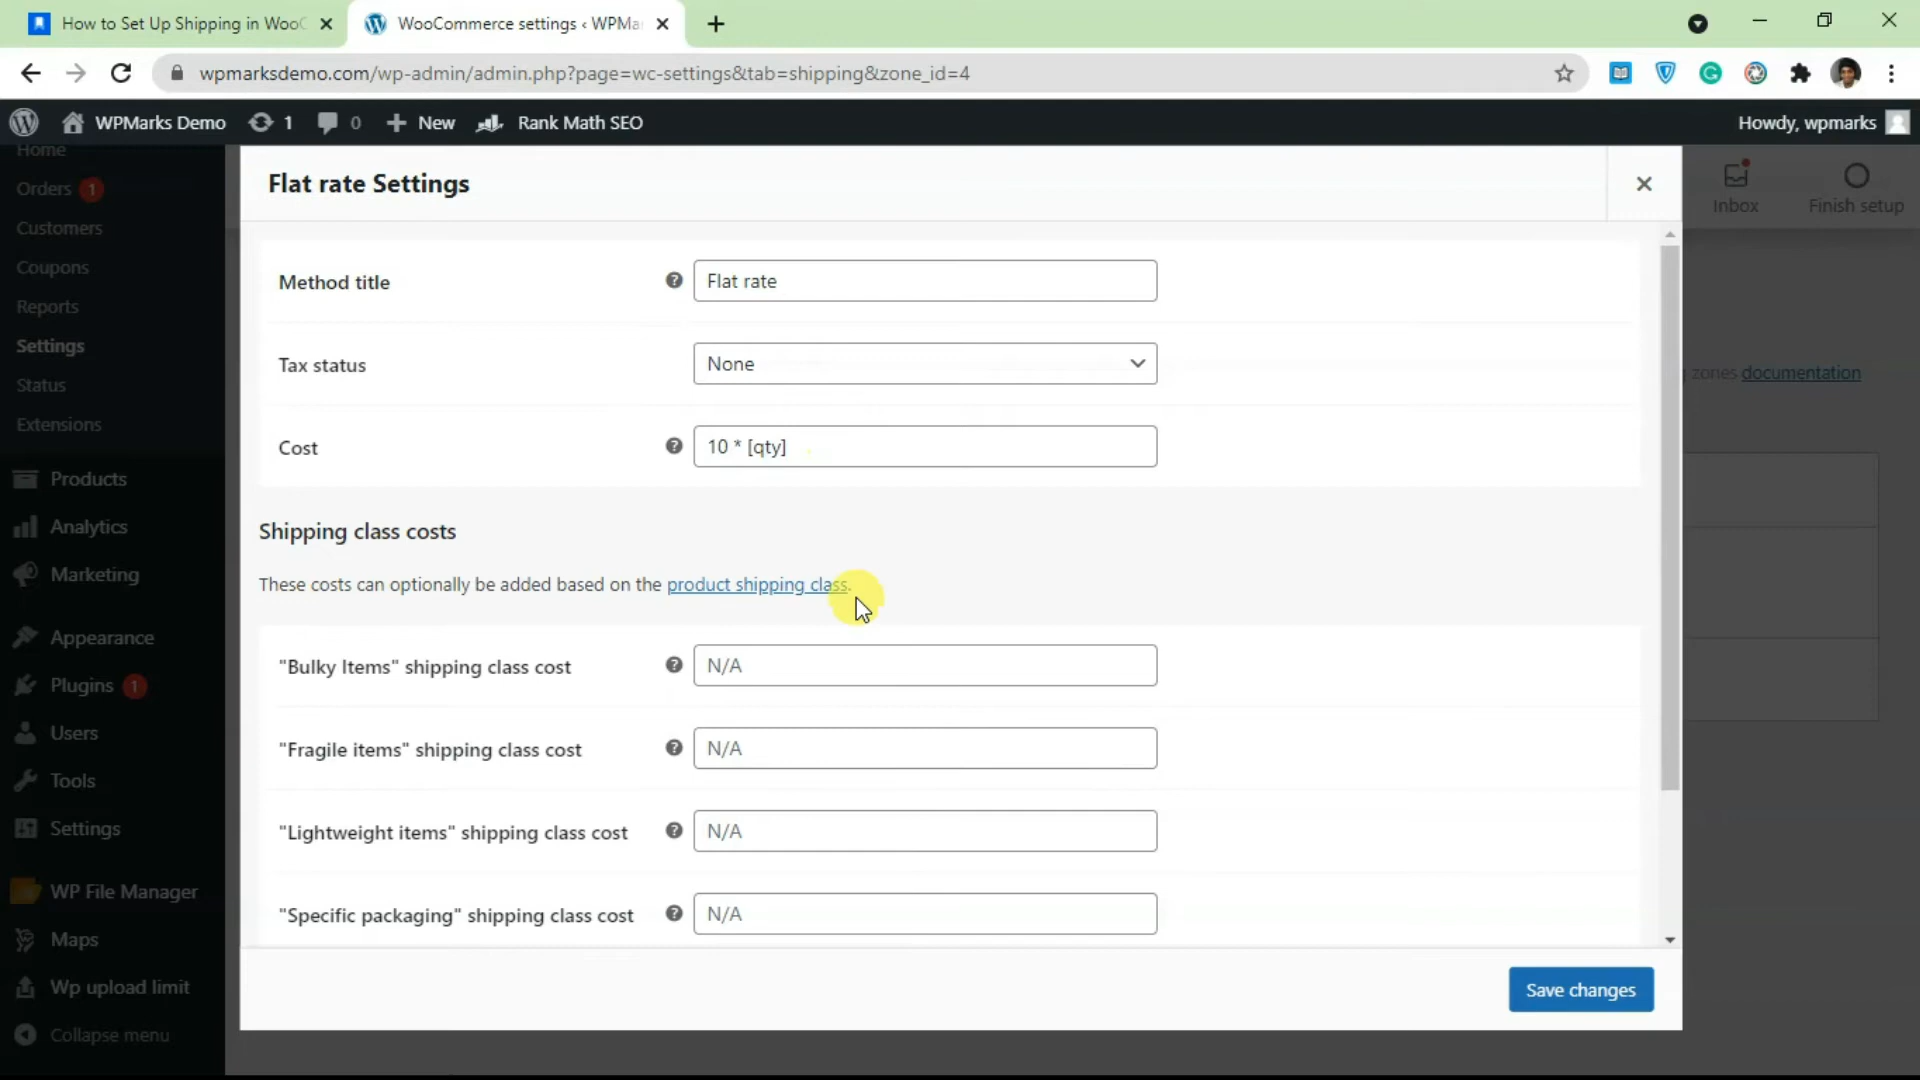 How to Set Up Shipping in WooC
WooCommerce settings ‹ WPMa
wpmarksdemo.com/wp-admin/admin.php?page=wc-settings&tab=shipping&zone_id=4
WPMarks Demo
1
0
New
Rank Math SEO
Howdy, wpmarks
Home
Orders 1
Customers
Coupons
Reports
Settings
Status
Extensions
Products
Analytics
Marketing
Appearance
Plugins 1
Users
Tools
Settings
WP File Manager
Maps
Wp upload limit
Collapse menu
Flat rate Settings
Inbox
Finish setup
Method title
Flat rate
Tax status
None
zones documentation
Cost
10 * [qty]
Shipping class costs
These costs can optionally be added based on the product shipping class.
"Bulky Items" shipping class cost
N/A
"Fragile items" shipping class cost
N/A
"Lightweight items" shipping class cost
N/A
"Specific packaging" shipping class cost
N/A
Save changes